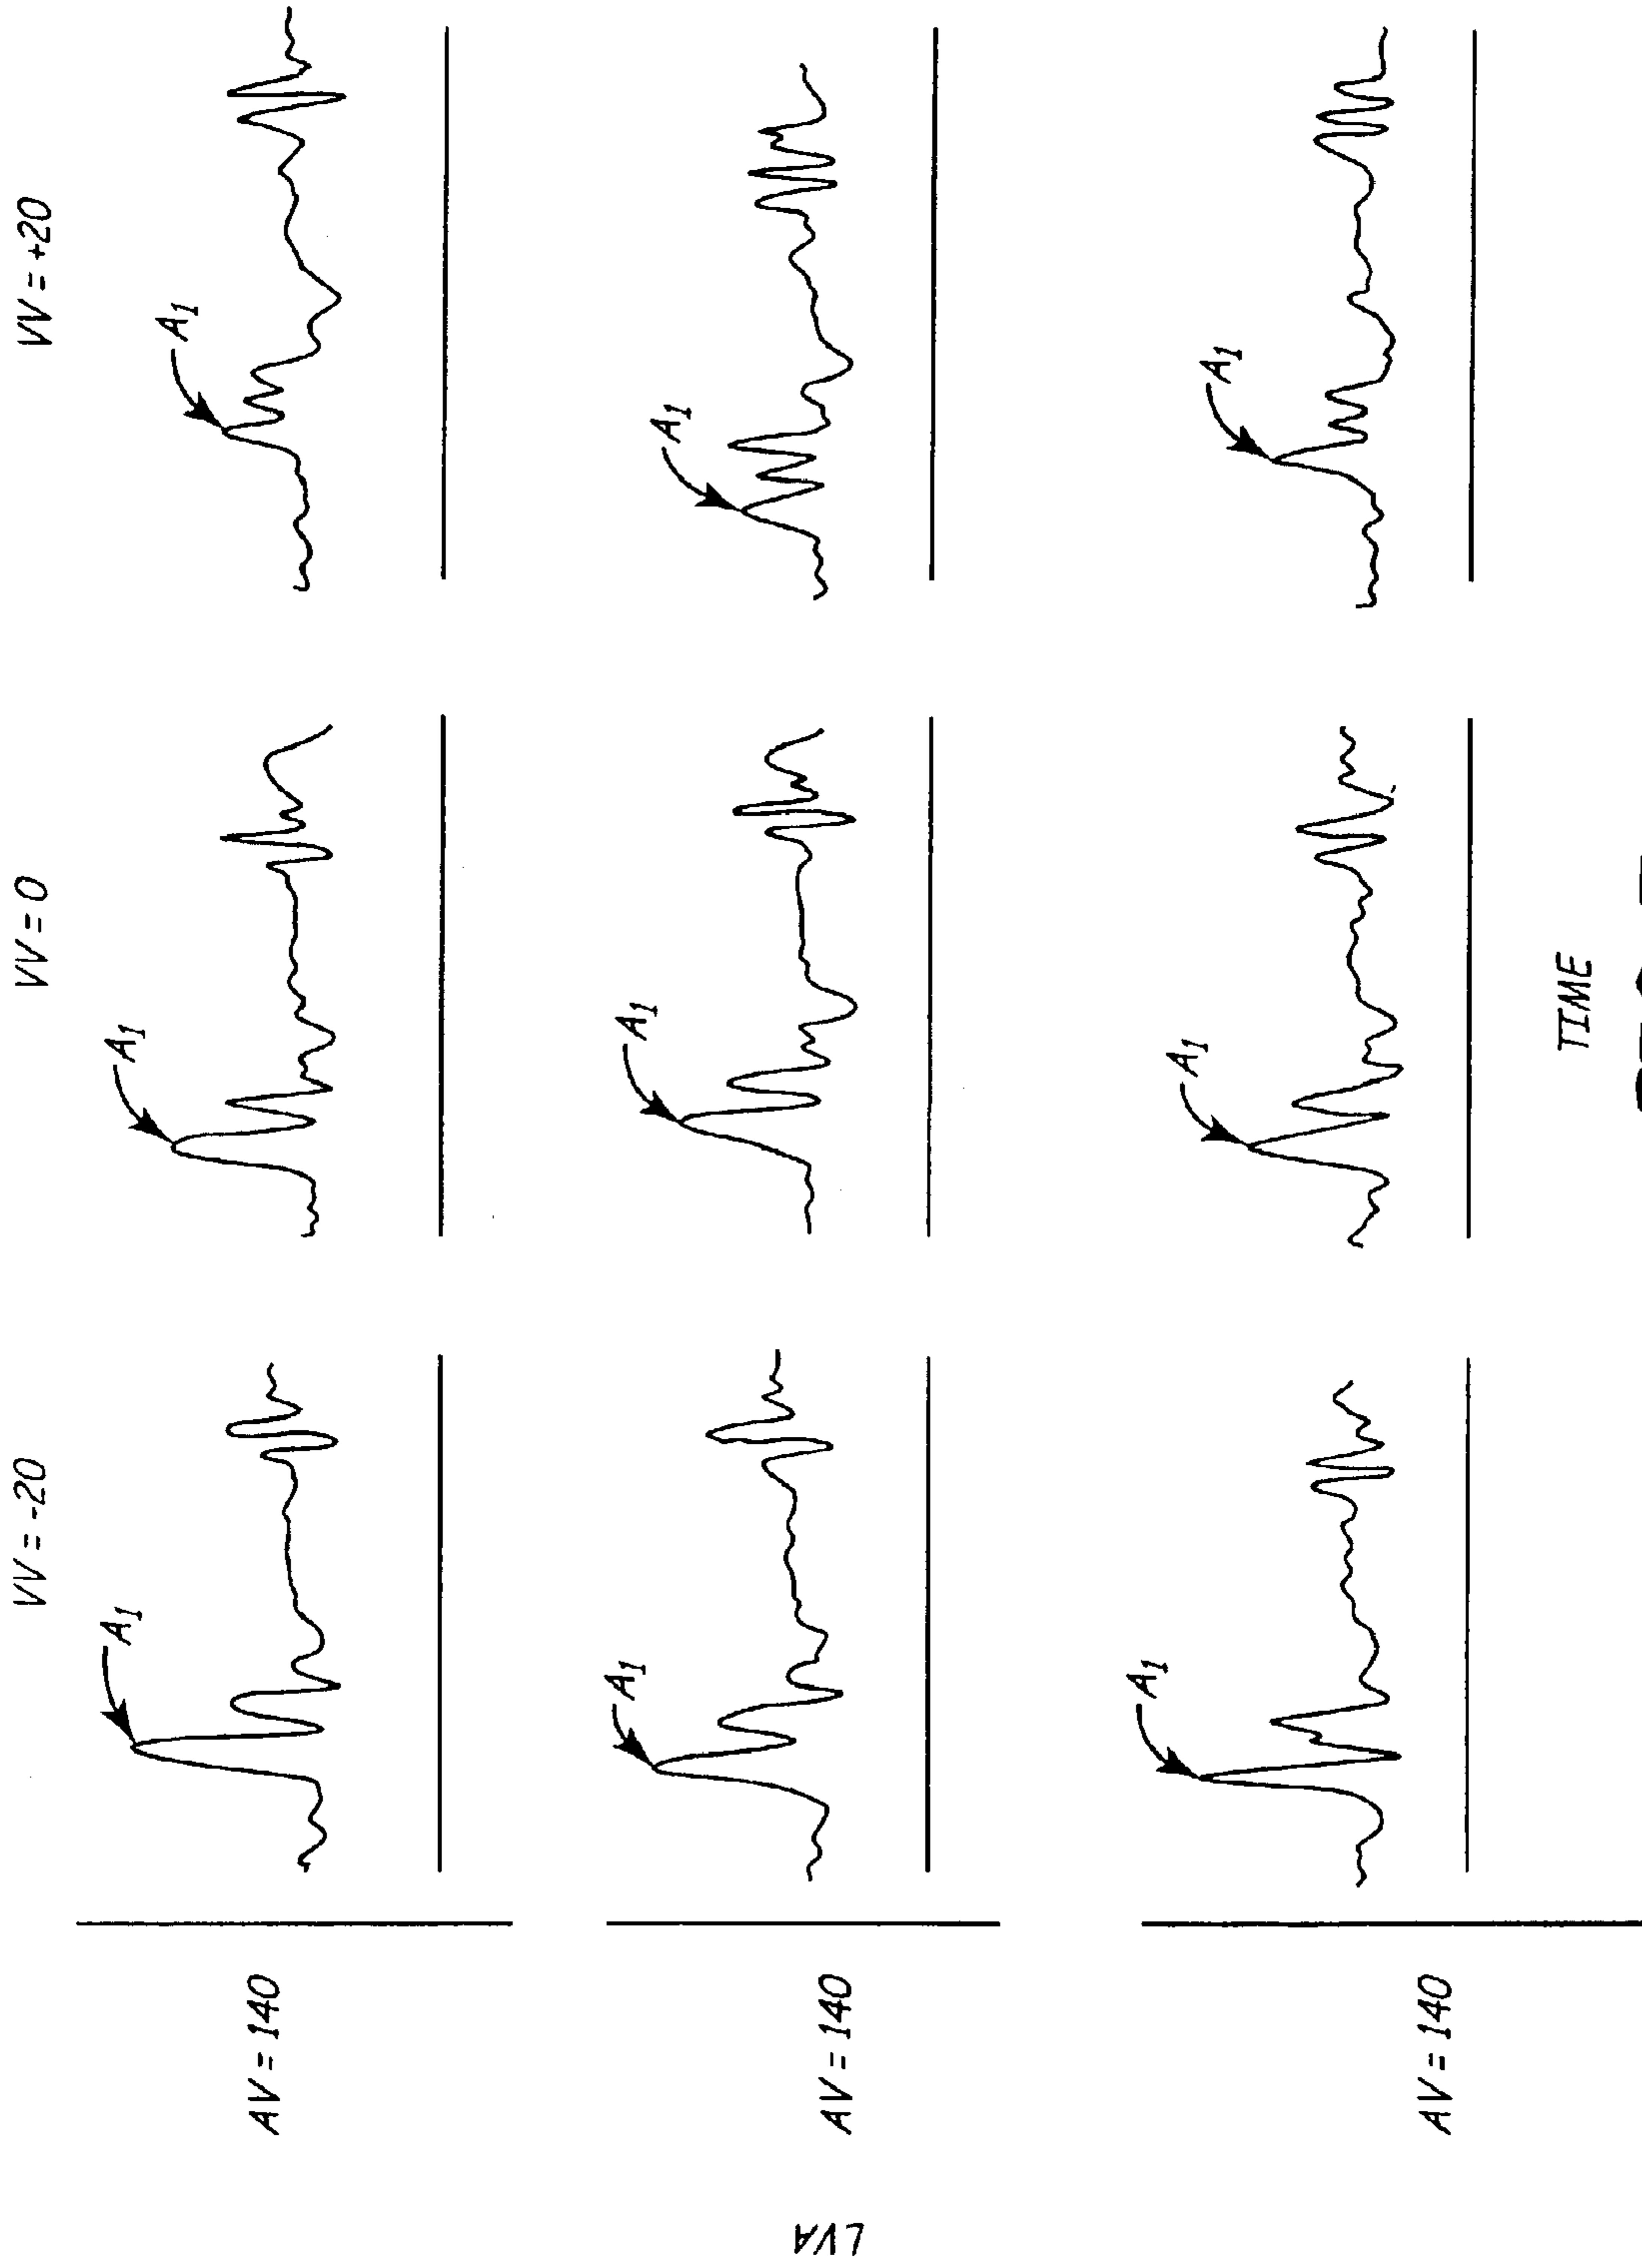 VV = -20 VV = 0 VV = +20
A1 A1 A1
AV = 140
A1 A1 A1
LVA
AV = 140
A1 A1 A1
AV = 140
TIME